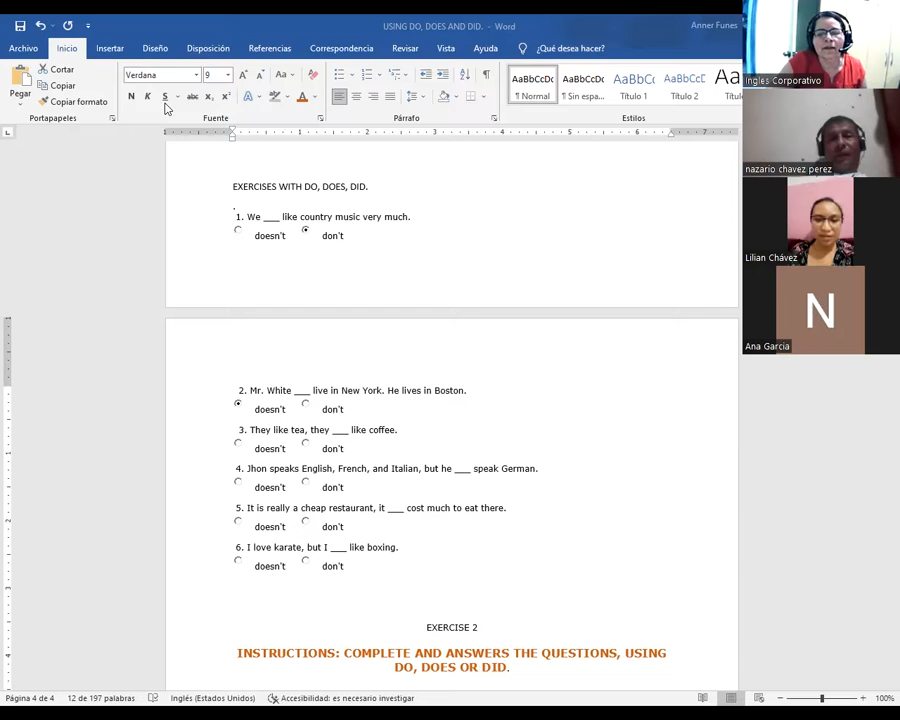 USING DO, DOES AND DID. - Word
Anner Funes
Archivo Inicio Insertar Diseño Disposición Referencias Correspondencia Revisar Vista Ayuda ¿Qué desea hacer?
Pegar
Cortar
Copiar
Copiar formato
Verdana 9 Aa
N K S abc x₂ x² A
AaBbCcDc AaBbCcDc AaBbCc AaBbCcD
¶ Normal ¶ Sin espa... Título 1 Título 2 Título
Portapapeles Fuente Párrafo Estilos
EXERCISES WITH DO, DOES, DID.
.
1. We ___ like country music very much.
doesn't don't
2. Mr. White ___ live in New York. He lives in Boston.
doesn't don't
3. They like tea, they ___ like coffee.
doesn't don't
4. Jhon speaks English, French, and Italian, but he ___ speak German.
doesn't don't
5. It is really a cheap restaurant, it ___ cost much to eat there.
doesn't don't
6. I love karate, but I ___ like boxing.
doesn't don't
EXERCISE 2
INSTRUCTIONS: COMPLETE AND ANSWERS THE QUESTIONS, USING
DO, DOES OR DID.
Página 4 de 4 12 de 197 palabras Inglés (Estados Unidos) Accesibilidad: es necesario investigar 100%
Ingles Corporativo
nazario chavez perez
Lilian Chávez
N
Ana Garcia